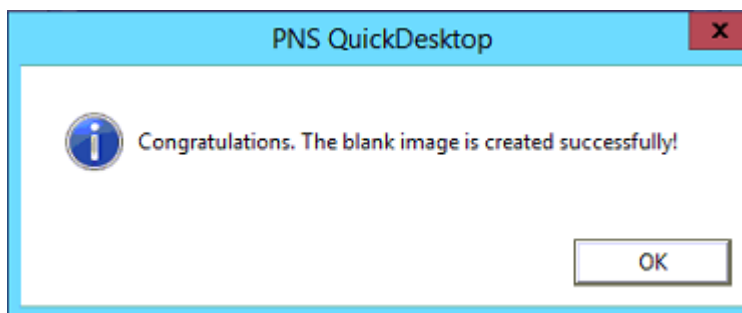 PNS QuickDesktop
x
Congratulations. The blank image is created successfully!
OK